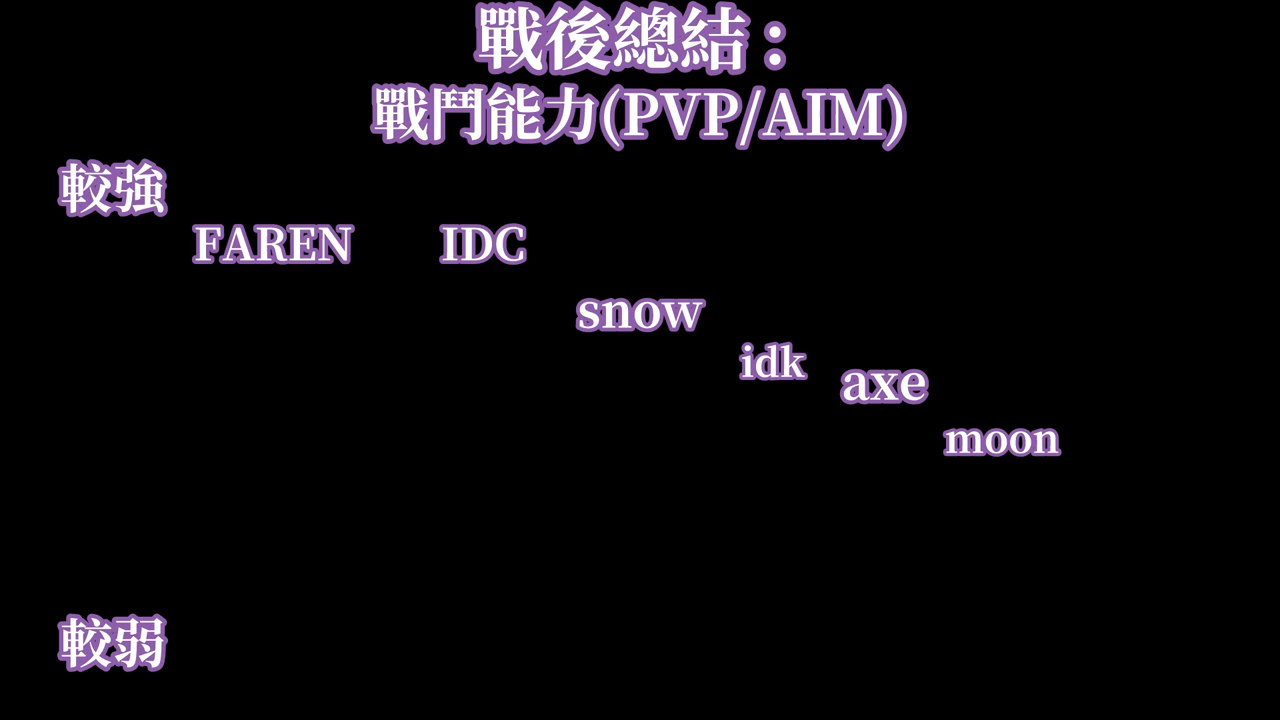 戰後總結：
戰鬥能力(PVP/AIM)
較強
FAREN IDC
snow
idk axe
moon
較弱